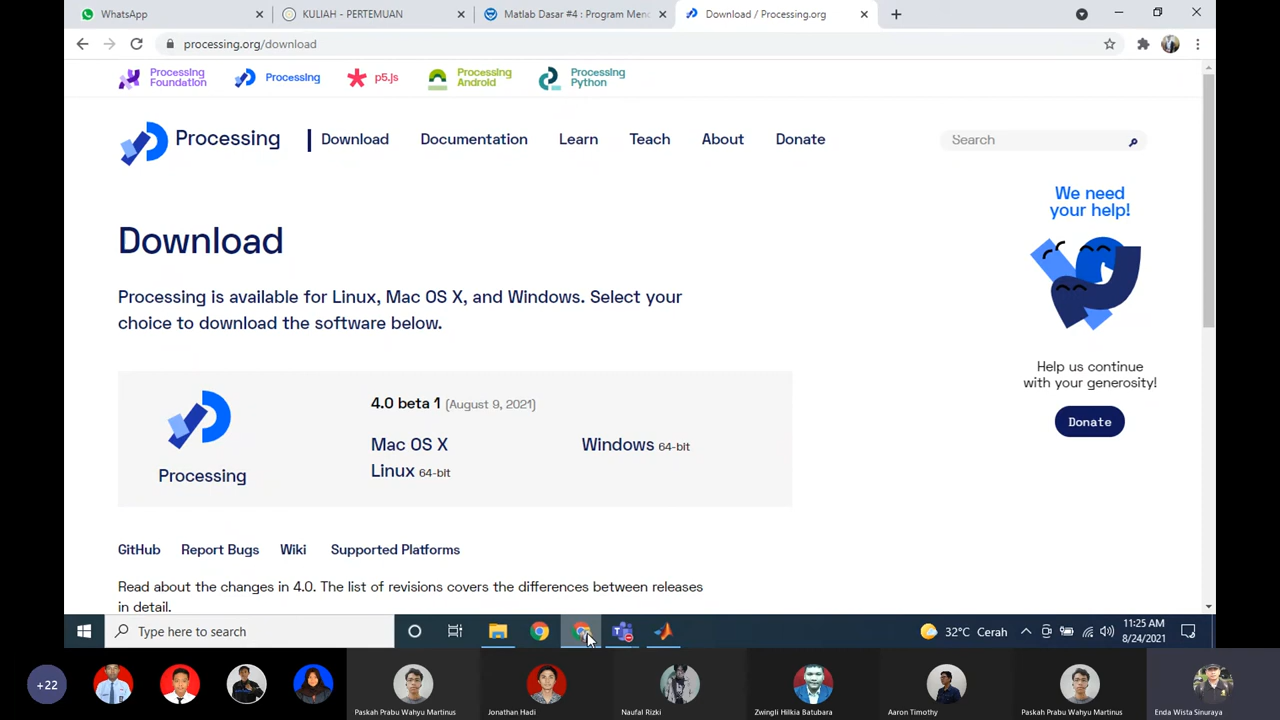 WhatsApp
KULIAH - PERTEMUAN
Matlab Dasar #4 : Program Menc
Download / Processing.org
processing.org/download
Processing Foundation
Processing
p5.js
Processing Android
Processing Python
Processing
Download
Documentation
Learn
Teach
About
Donate
Search
We need
your help!
Download
Processing is available for Linux, Mac OS X, and Windows. Select your
choice to download the software below.
Help us continue
with your generosity!
Donate
4.0 beta 1 (August 9, 2021)
Mac OS X
Windows 64-bit
Linux 64-bit
Processing
GitHub
Report Bugs
Wiki
Supported Platforms
Read about the changes in 4.0. The list of revisions covers the differences between releases
in detail.
Type here to search
32°C Cerah
11:25 AM
8/24/2021
+22
Paskah Prabu Wahyu Martinus
Jonathan Hadi
Naufal Rizki
Zwingli Hilkia Batubara
Aaron Timothy
Paskah Prabu Wahyu Martinus
Enda Wista Sinuraya